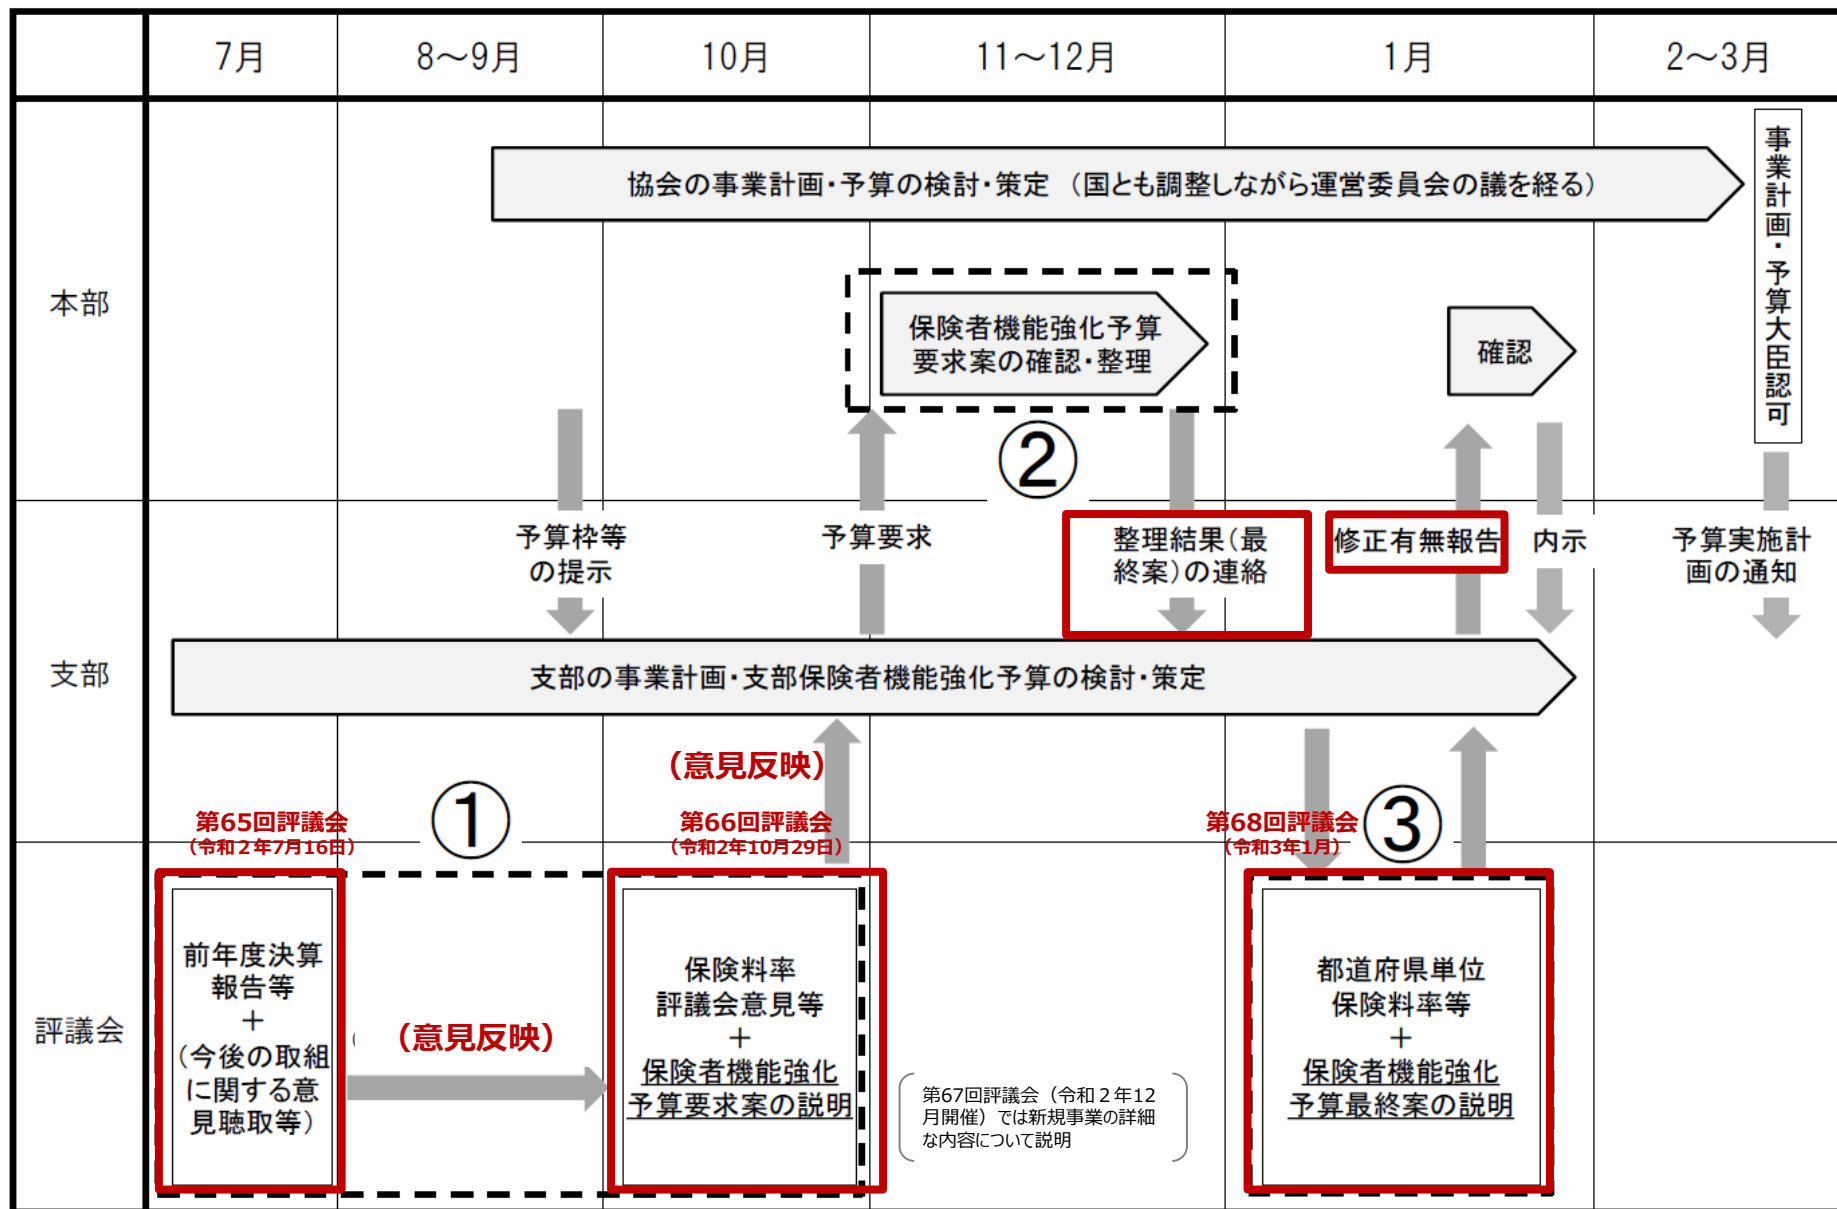 7月
8～9月
10月
11～12月
1月
2～3月
本部
協会の事業計画・予算の検討・策定 （国とも調整しながら運営委員会の議を経る）
事業計画・予算大臣認可
保険者機能強化予算
要求案の確認・整理
確認
②
予算枠等
の提示
予算要求
整理結果（最
終案）の連絡
修正有無報告
内示
予算実施計
画の通知
支部
支部の事業計画・支部保険者機能強化予算の検討・策定
（意見反映）
①
③
第65回評議会
（令和２年7月16日）
第66回評議会
（令和2年10月29日）
第68回評議会
（令和3年1月）
評議会
前年度決算
報告等
＋
（今後の取組
に関する意
見聴取等）
（意見反映）
保険料率
評議会意見等
＋
保険者機能強化
予算要求案の説明
第67回評議会（令和２年12
月開催）では新規事業の詳細
な内容について説明
都道府県単位
保険料率等
＋
保険者機能強化
予算最終案の説明